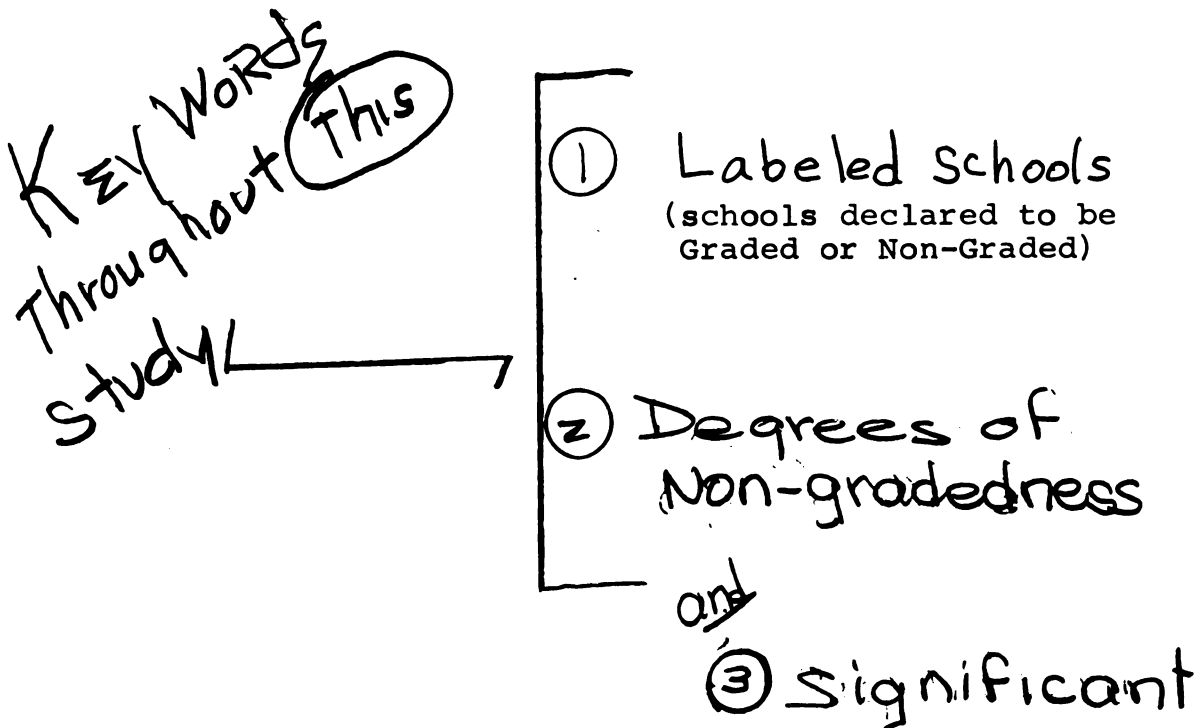 Key Words
Throughout This
Study
① Labeled Schools
(schools declared to be
Graded or Non-Graded)
② Degrees of
Non-gradedness
and
③ Significant